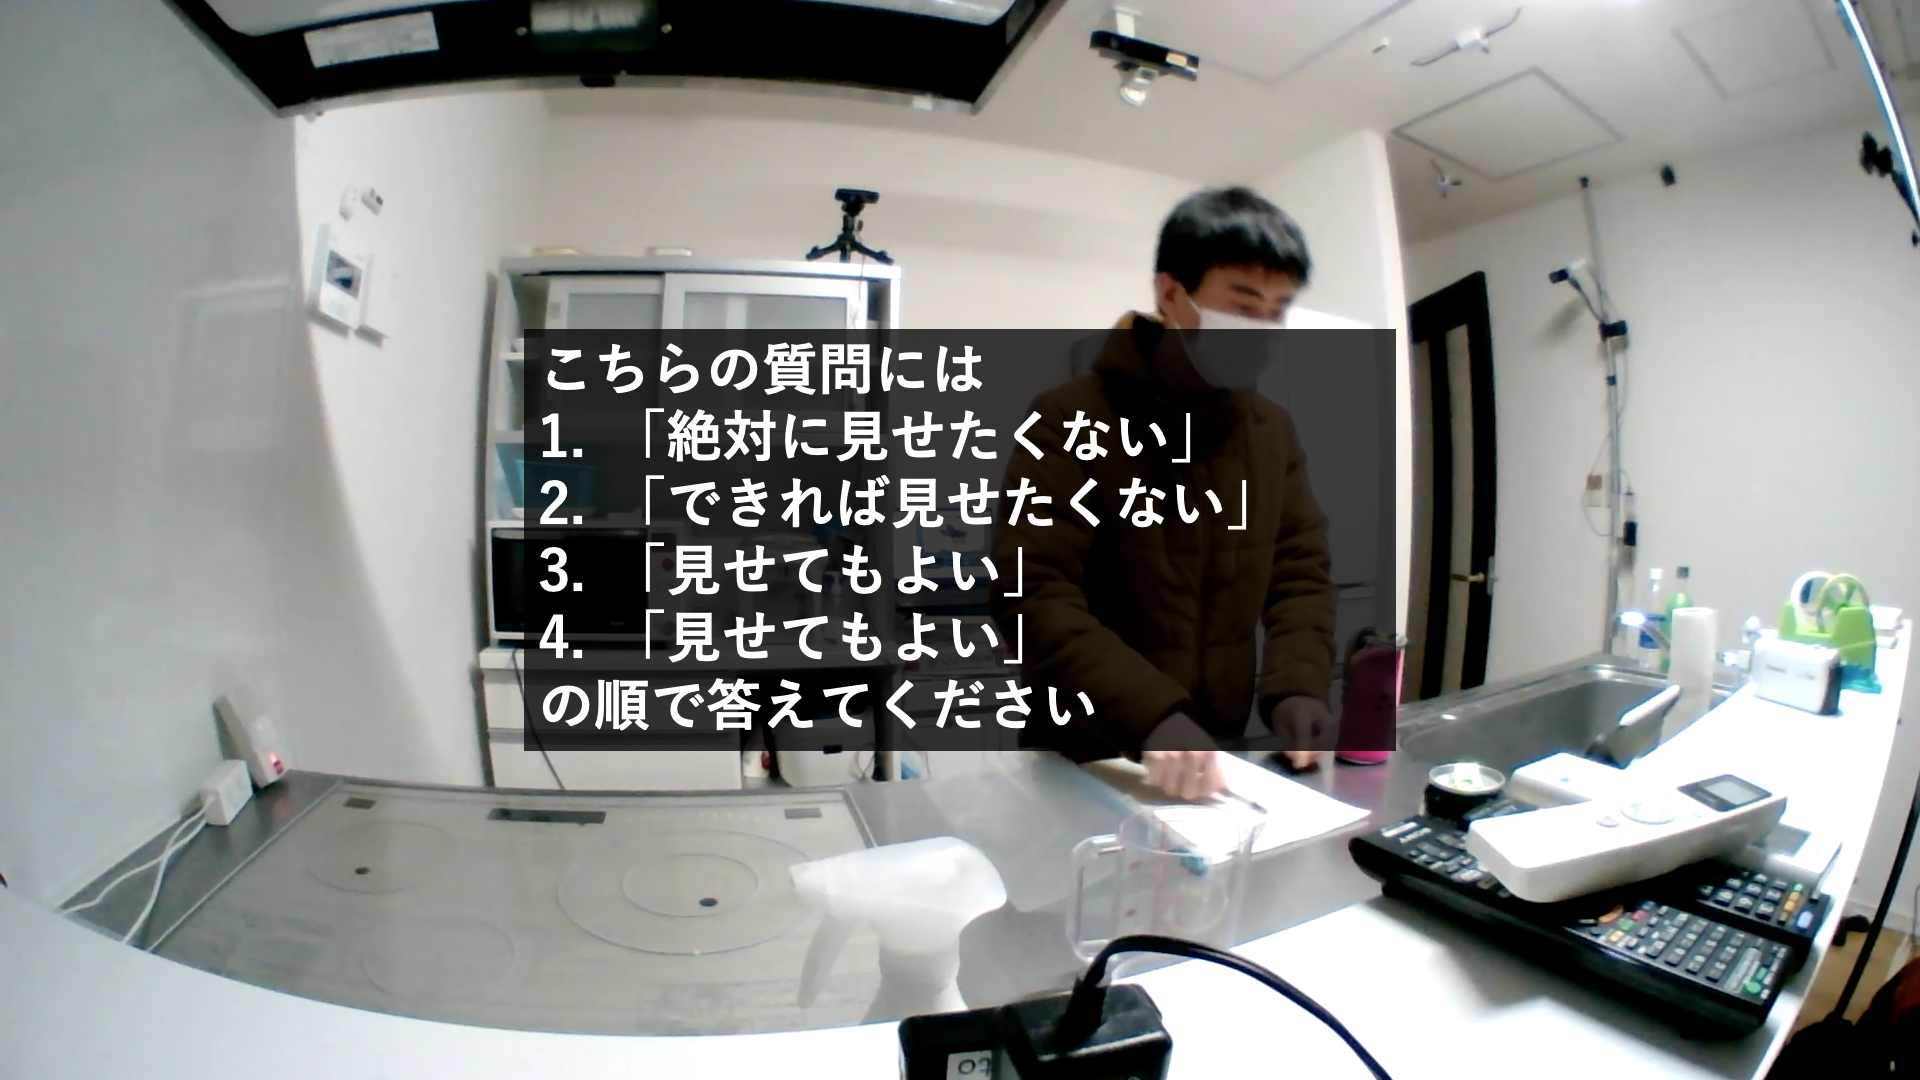 こちらの質問には
1. 「絶対に見せたくない」
2. 「できれば見せたくない」
3. 「見せてもよい」
4. 「見せてもよい」
の順で答えてください
to